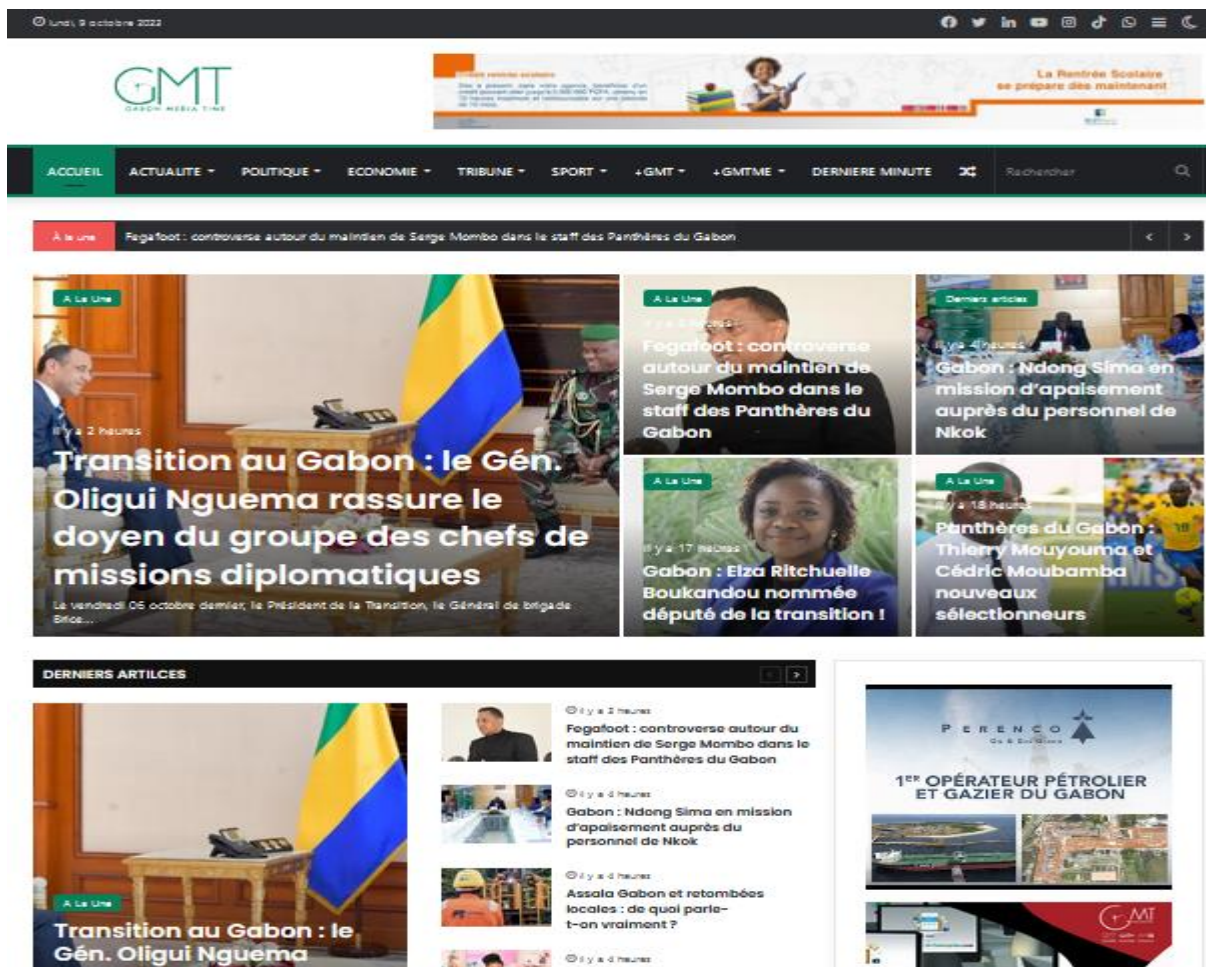 lundi, 9 octobre 2023
GMT
GABON MEDIA TIME
La Rentrée Scolaire
se prépare dès maintenant
ACCUEIL ACTUALITE POLITIQUE ECONOMIE TRIBUNE SPORT +GMT +GMTME DERNIERE MINUTE Rechercher
À la une Fegafoot : controverse autour du maintien de Serge Mombo dans le staff des Panthères du Gabon
A La Une
Il y a 2 heures
Transition au Gabon : le Gén.
Oligui Nguema rassure le
doyen du groupe des chefs de
missions diplomatiques
Le vendredi 06 octobre dernier, le Président de la Transition, le Général de brigade
Brice...
A La Une
Fegafoot : controverse
autour du maintien de
Serge Mombo dans le
staff des Panthères du
Gabon
Derniers articles
Il y a 4 heures
Gabon : Ndong Sima en
mission d'apaisement
auprès du personnel de
Nkok
A La Une
Il y a 17 heures
Gabon : Elza Ritchuelle
Boukandou nommée
député de la transition !
A La Une
Il y a 18 heures
Panthères du Gabon :
Thierry Mouyouma et
Cédric Moubamba
nouveaux
sélectionneurs
DERNIERS ARTILCES
A La Une
Transition au Gabon : le
Gén. Oligui Nguema
Il y a 2 heures
Fegafoot : controverse autour du
maintien de Serge Mombo dans le
staff des Panthères du Gabon
Il y a 4 heures
Gabon : Ndong Sima en mission
d'apaisement auprès du
personnel de Nkok
Il y a 4 heures
Assala Gabon et retombées
locales : de quoi parle-
t-on vraiment ?
Il y a 4 heures
PERENCO
1ER OPÉRATEUR PÉTROLIER
ET GAZIER DU GABON
GMT